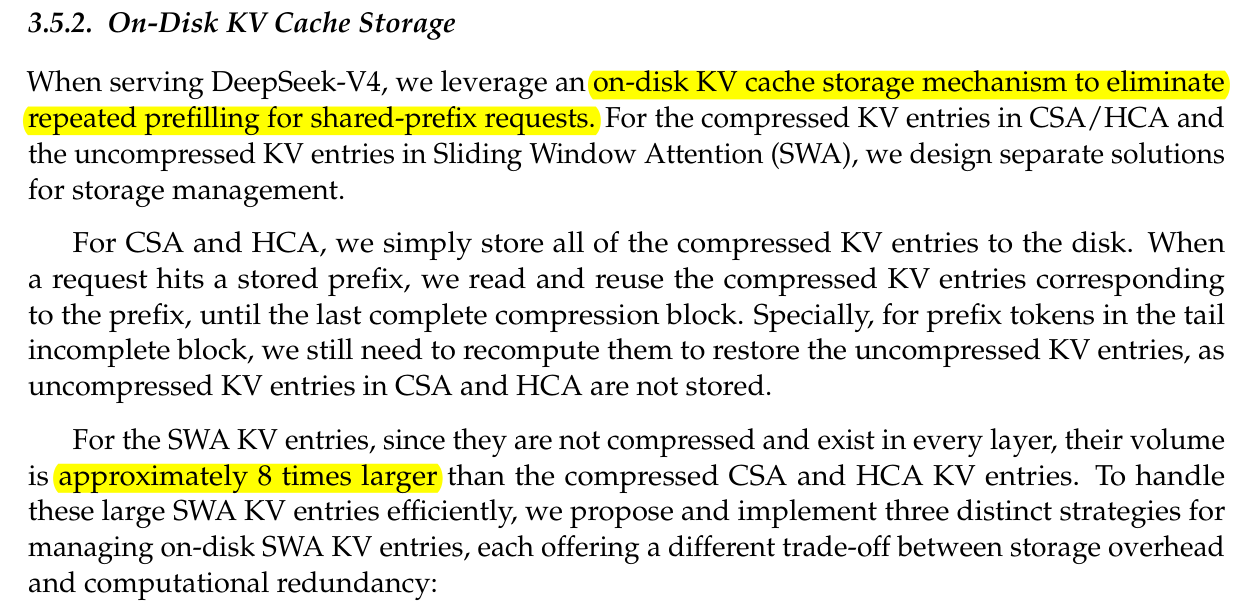 3.5.2. On-Disk KV Cache Storage
When serving DeepSeek-V4, we leverage an on-disk KV cache storage mechanism to eliminate
repeated prefilling for shared-prefix requests. For the compressed KV entries in CSA/HCA and
the uncompressed KV entries in Sliding Window Attention (SWA), we design separate solutions
for storage management.
For CSA and HCA, we simply store all of the compressed KV entries to the disk. When
a request hits a stored prefix, we read and reuse the compressed KV entries corresponding
to the prefix, until the last complete compression block. Specially, for prefix tokens in the tail
incomplete block, we still need to recompute them to restore the uncompressed KV entries, as
uncompressed KV entries in CSA and HCA are not stored.
For the SWA KV entries, since they are not compressed and exist in every layer, their volume
is approximately 8 times larger than the compressed CSA and HCA KV entries. To handle
these large SWA KV entries efficiently, we propose and implement three distinct strategies for
managing on-disk SWA KV entries, each offering a different trade-off between storage overhead
and computational redundancy: